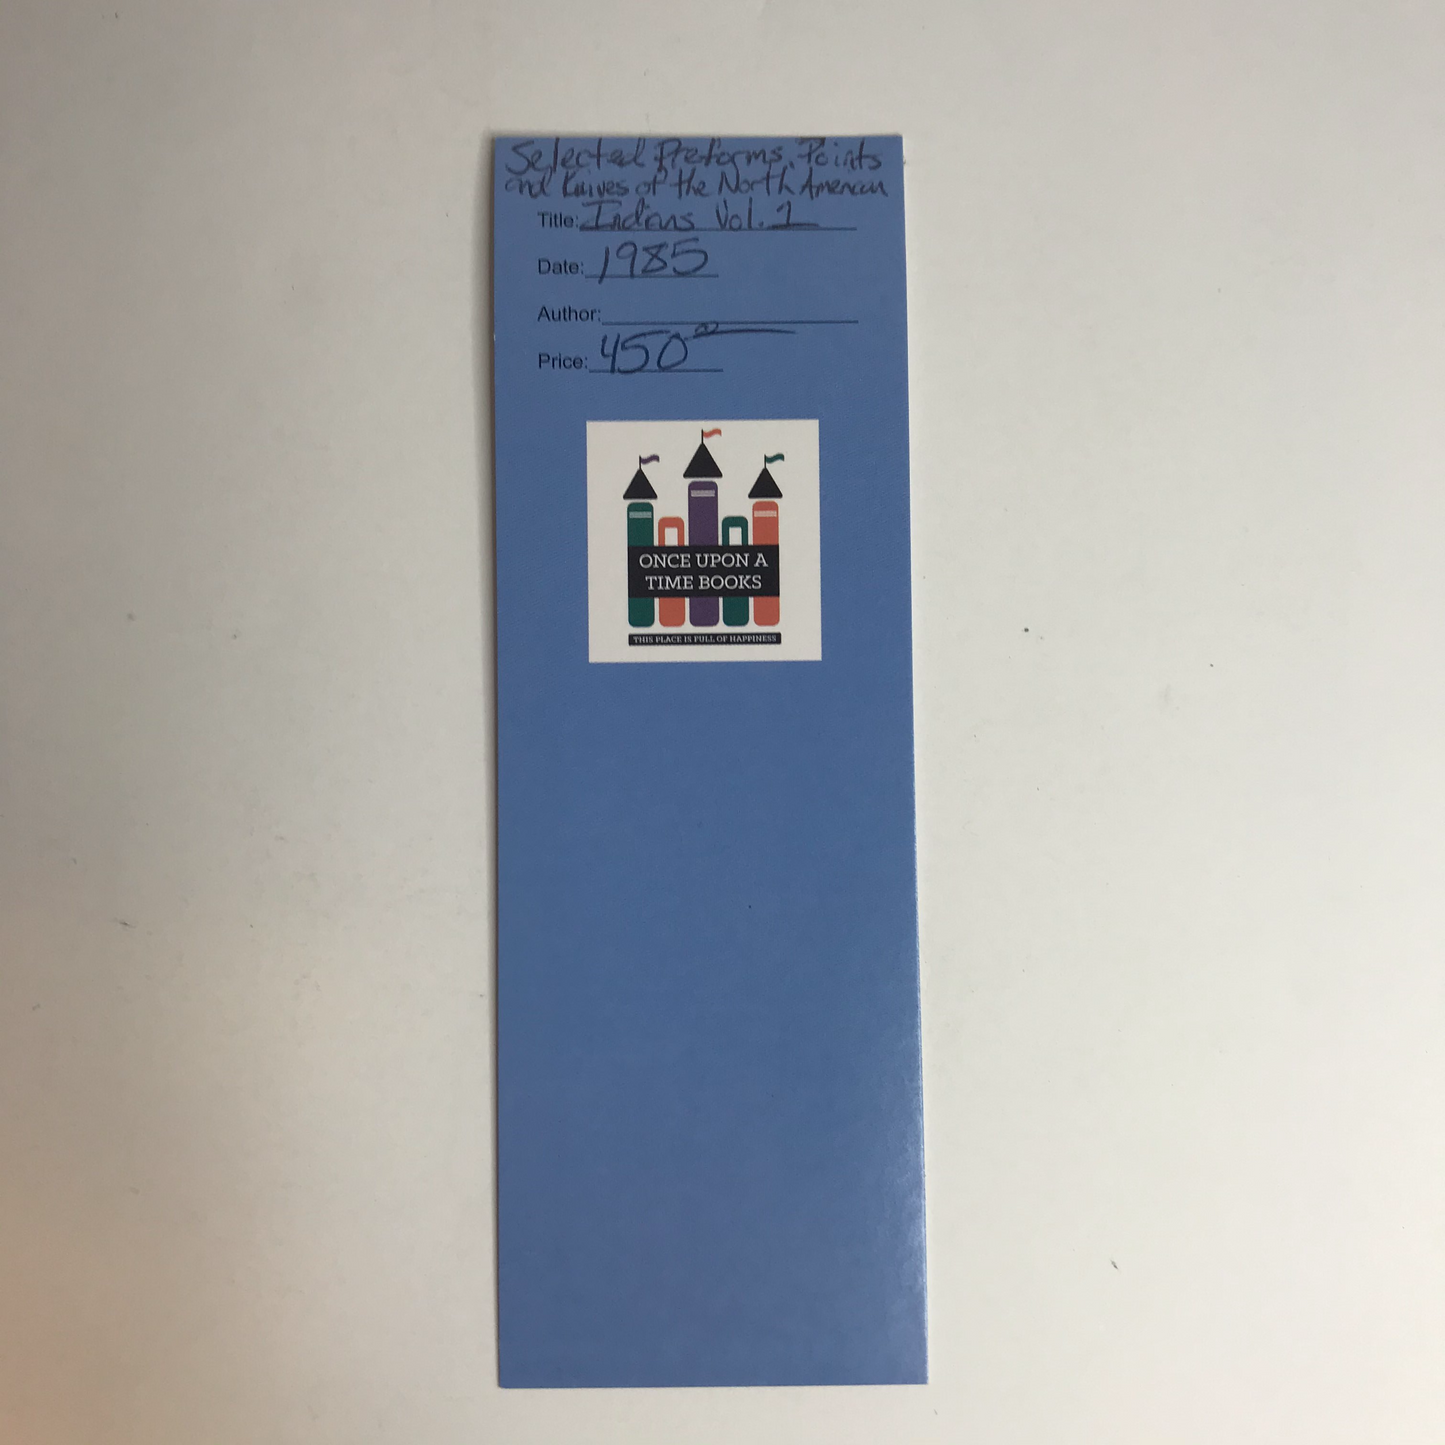 Selected Preforms, Points
and Knives of the North American
Title: Indians Vol. 1
Date: 1985
Author:
Price: 450 00
ONCE UPON A
TIME BOOKS
THIS PLACE IS FULL OF HAPPINESS